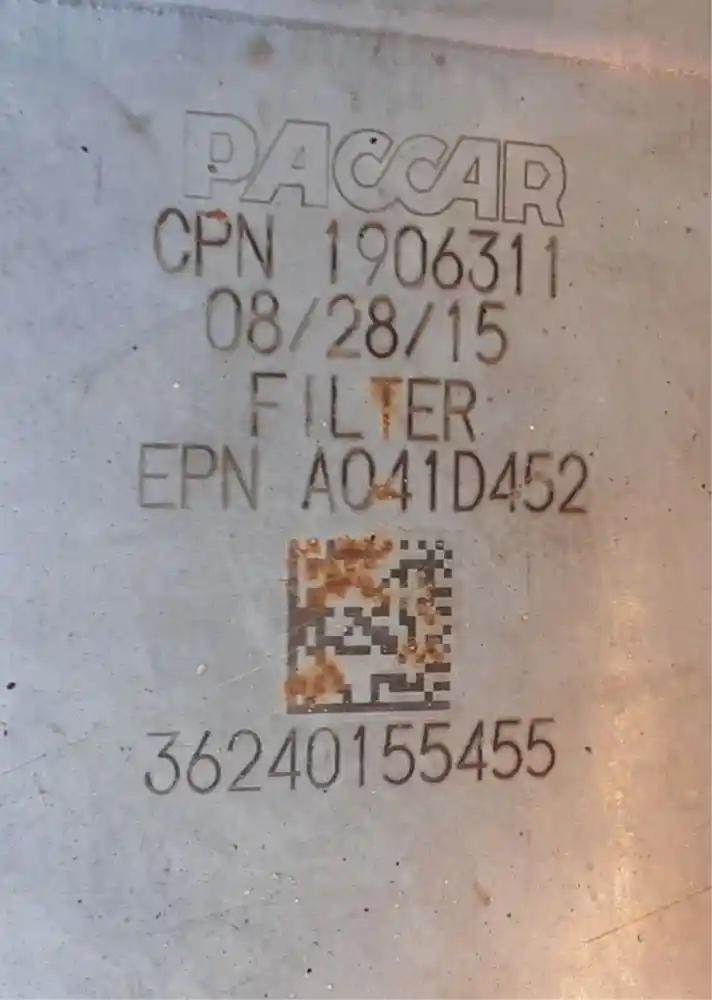 PACCAR
CPN 1906311
08/28/15
FILTER
EPN A041D452
36240155455